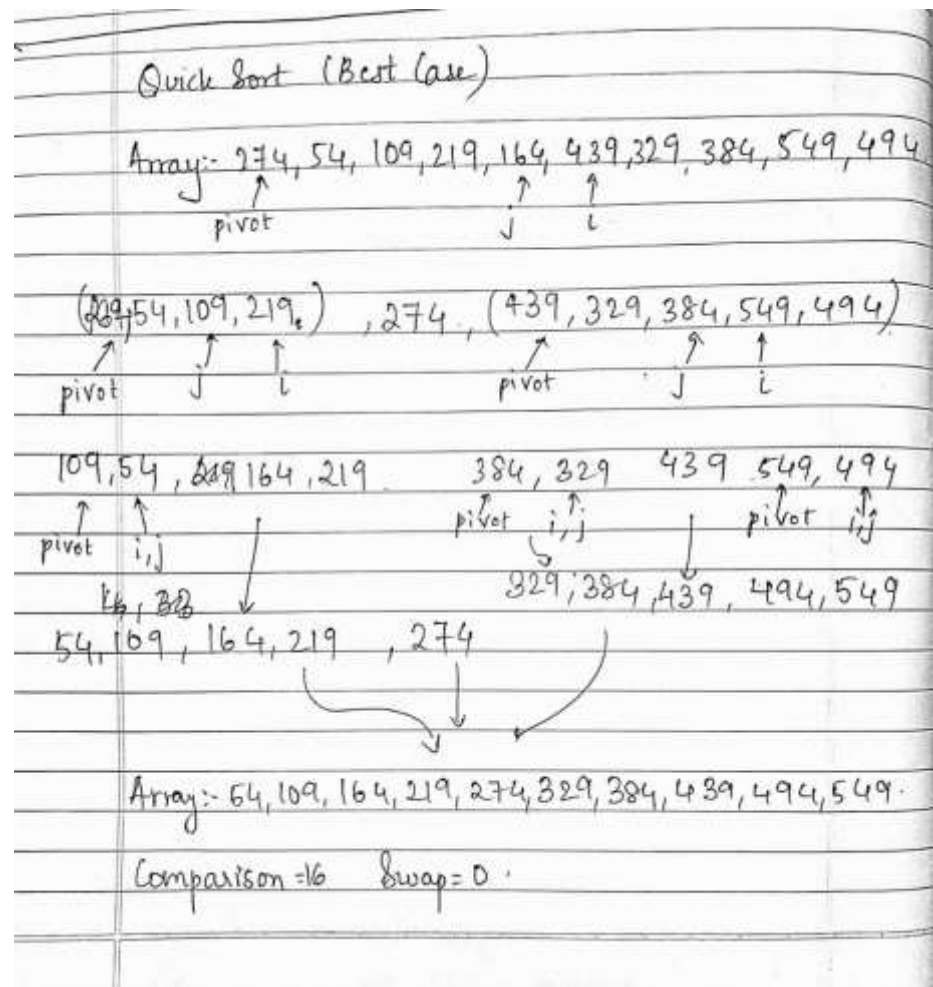 Quick Sort (Best Case)
Array:- 274, 54, 109, 219, 164, 439, 329, 384, 549, 494
pivot j i
( 54, 109, 219, ) , 274 , (439, 329, 384, 549, 494)
pivot j i pivot j i
109, 54, 164, 219 384, 329 439 549, 494
pivot i,j pivot i,j pivot i,j
329, 384, 439, 494, 549
54, 109, 164, 219, 274
Array:- 54, 109, 164, 219, 274, 329, 384, 439, 494, 549.
Comparison =16 Swap= 0 .